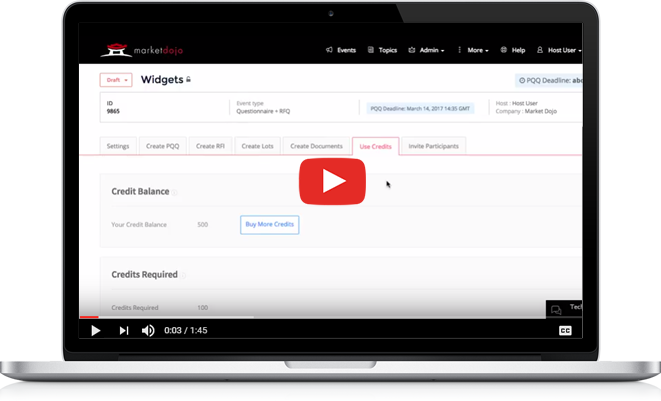 marketdojo Events Topics Admin More Help Host User
Draft Widgets PQQ Deadline:
ID Event type PQQ Deadline: March 14, 2017 14:35 GMT Host : Host User
9865 Questionnaire + RFQ Company : Market Dojo
Settings Create PQQ Create RFI Create Lots Create Documents Use Credits Invite Participants
Credit Balance
Your Credit Balance 500 Buy More Credits
Credits Required
Credits Required 100
Tech
0:03 / 1:45 CC